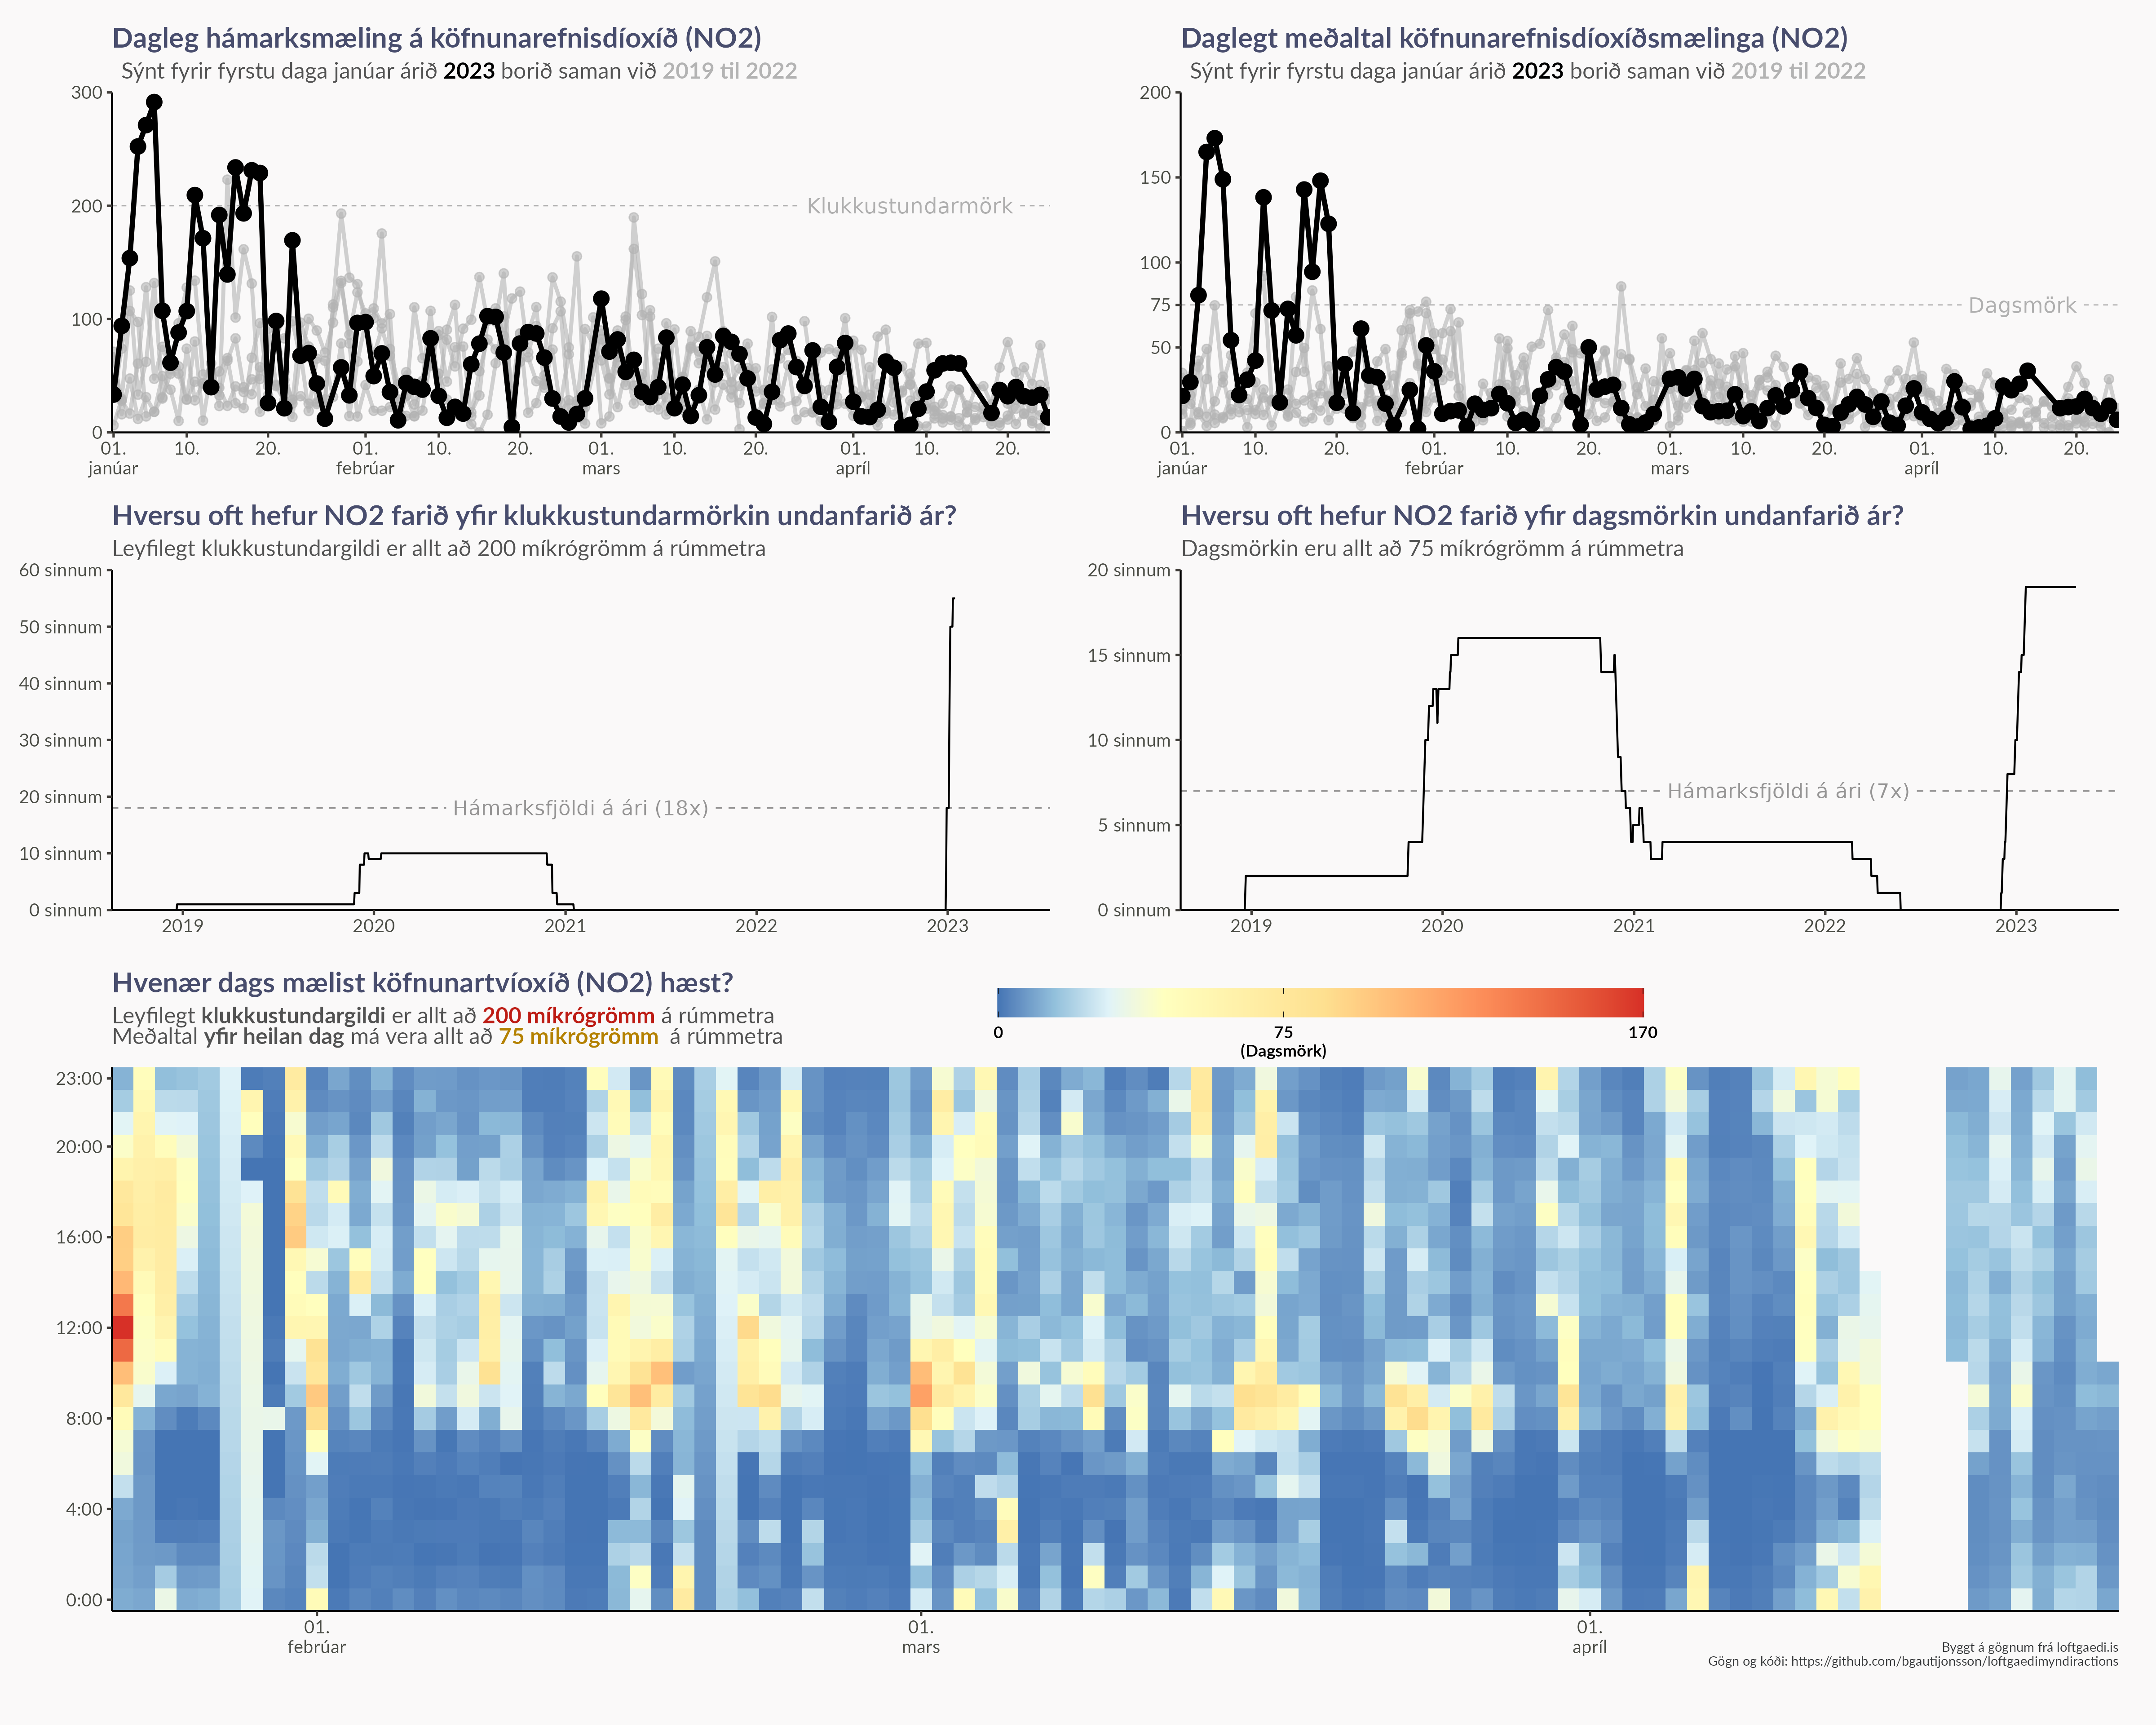 Dagleg hámarksmæling á köfnunarefnisdíoxíð (NO2)
Sýnt fyrir fyrstu daga janúar árið 2023 borið saman við 2019 til 2022
300
200
100
0
Klukkustundarmörk
01. 10. 20. 01. 10. 20. 01. 10. 20. 01. 10. 20.
janúar febrúar mars apríl
Daglegt meðaltal köfnunarefnisdíoxíðsmælinga (NO2)
Sýnt fyrir fyrstu daga janúar árið 2023 borið saman við 2019 til 2022
200
150
100
75
50
0
Dagsmörk
01. 10. 20. 01. 10. 20. 01. 10. 20. 01. 10. 20.
janúar febrúar mars apríl
Hversu oft hefur NO2 farið yfir klukkustundarmörkin undanfarið ár?
Leyfilegt klukkustundargildi er allt að 200 míkrógrömm á rúmmetra
60 sinnum
50 sinnum
40 sinnum
30 sinnum
20 sinnum
10 sinnum
0 sinnum
Hámarksfjöldi á ári (18x)
2019 2020 2021 2022 2023
Hversu oft hefur NO2 farið yfir dagsmörkin undanfarið ár?
Dagsmörkin eru allt að 75 míkrógrömm á rúmmetra
20 sinnum
15 sinnum
10 sinnum
5 sinnum
0 sinnum
Hámarksfjöldi á ári (7x)
2019 2020 2021 2022 2023
Hvenær dags mælist köfnunartvíoxíð (NO2) hæst?
Leyfilegt klukkustundargildi er allt að 200 míkrógrömm á rúmmetra
Meðaltal yfir heilan dag má vera allt að 75 míkrógrömm á rúmmetra
0 75 170
(Dagsmörk)
23:00
20:00
16:00
12:00
8:00
4:00
0:00
01. 01. 01.
febrúar mars apríl
Byggt á gögnum frá loftgaedi.is
Gögn og kóði: https://github.com/bgautijonsson/loftgaedimyndiractions